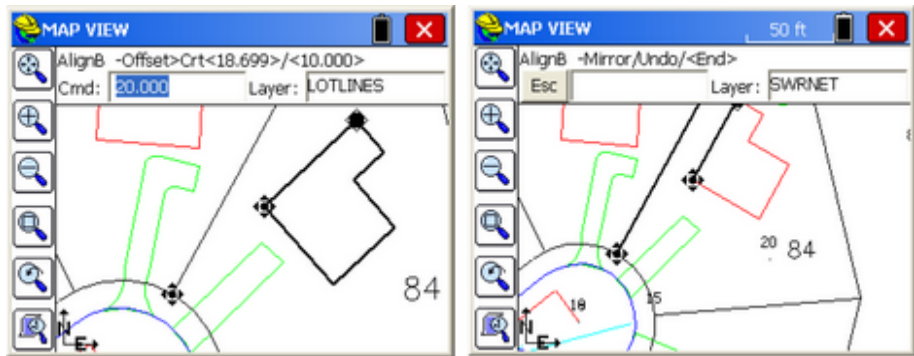 MAP VIEW
AlignB -Offset>Crt<18.699>/<10.000>
Cmd: 20.000 Layer: LOTLINES
84
N
E
MAP VIEW 50 ft
AlignB -Mirror/Undo/<End>
Esc Layer: SWRNET
20 84
18 15
N
E